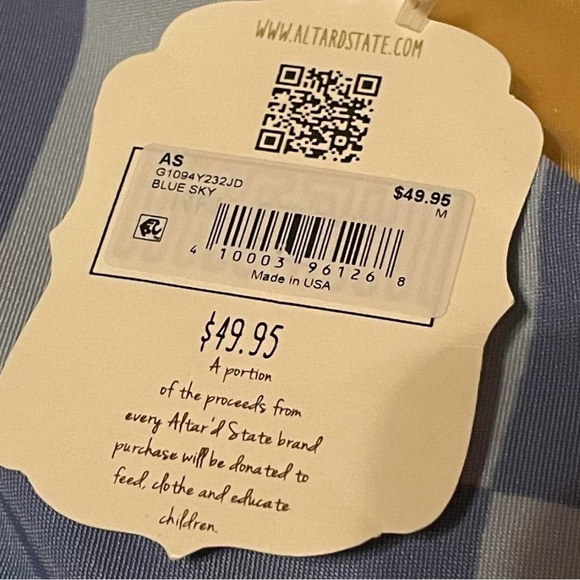 WWW.ALTARDSTATE.COM
AS
G1094Y232JD
BLUE SKY
$49.95
M
4 10003 96126 8
Made in USA
$49.95
A portion
of the proceeds from
every Altar'd State brand
purchase will be donated to
feed, clothe and educate
children.